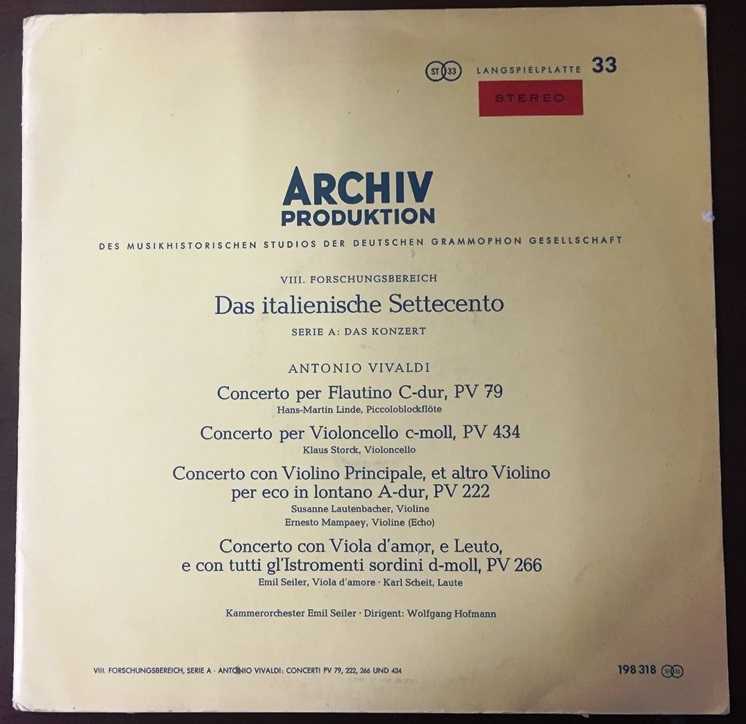 ST 33 LANGSPIELPLATTE 33
STEREO
ARCHIV
PRODUKTION
DES MUSIKHISTORISCHEN STUDIOS DER DEUTSCHEN GRAMMOPHON GESELLSCHAFT
VIII. FORSCHUNGSBEREICH
Das italienische Settecento
SERIE A: DAS KONZERT
ANTONIO VIVALDI
Concerto per Flautino C-dur, PV 79
Hans-Martin Linde, Piccoloblockflöte
Concerto per Violoncello c-moll, PV 434
Klaus Storck, Violoncello
Concerto con Violino Principale, et altro Violino
per eco in lontano A-dur, PV 222
Susanne Lautenbacher, Violine
Ernesto Mampaey, Violine (Echo)
Concerto con Viola d'amor, e Leuto,
e con tutti gl'Istromenti sordini d-moll, PV 266
Emil Seiler, Viola d'amore · Karl Scheit, Laute
Kammerorchester Emil Seiler · Dirigent: Wolfgang Hofmann
VIII. FORSCHUNGSBEREICH, SERIE A · ANTONIO VIVALDI: CONCERTI PV 79, 222, 266 UND 434
198 318 ST 33